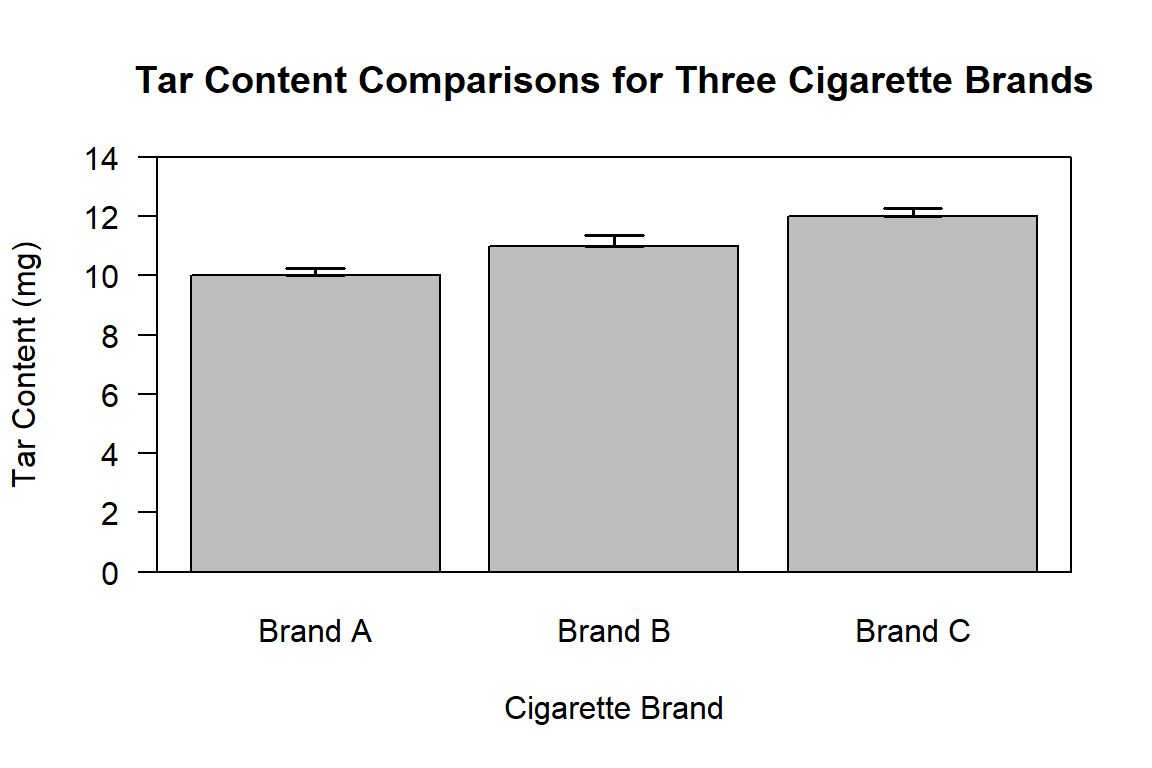 Tar Content Comparisons for Three Cigarette Brands
14
12
10
8
6
4
2
0
Tar Content (mg)
Brand A Brand B Brand C
Cigarette Brand